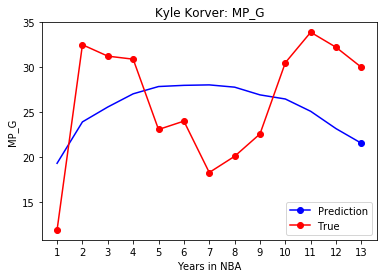 Kyle Korver: MP_G
35
30
25
20
15
MP_G
1 2 3 4 5 6 7 8 9 10 11 12 13
Years in NBA
Prediction
True